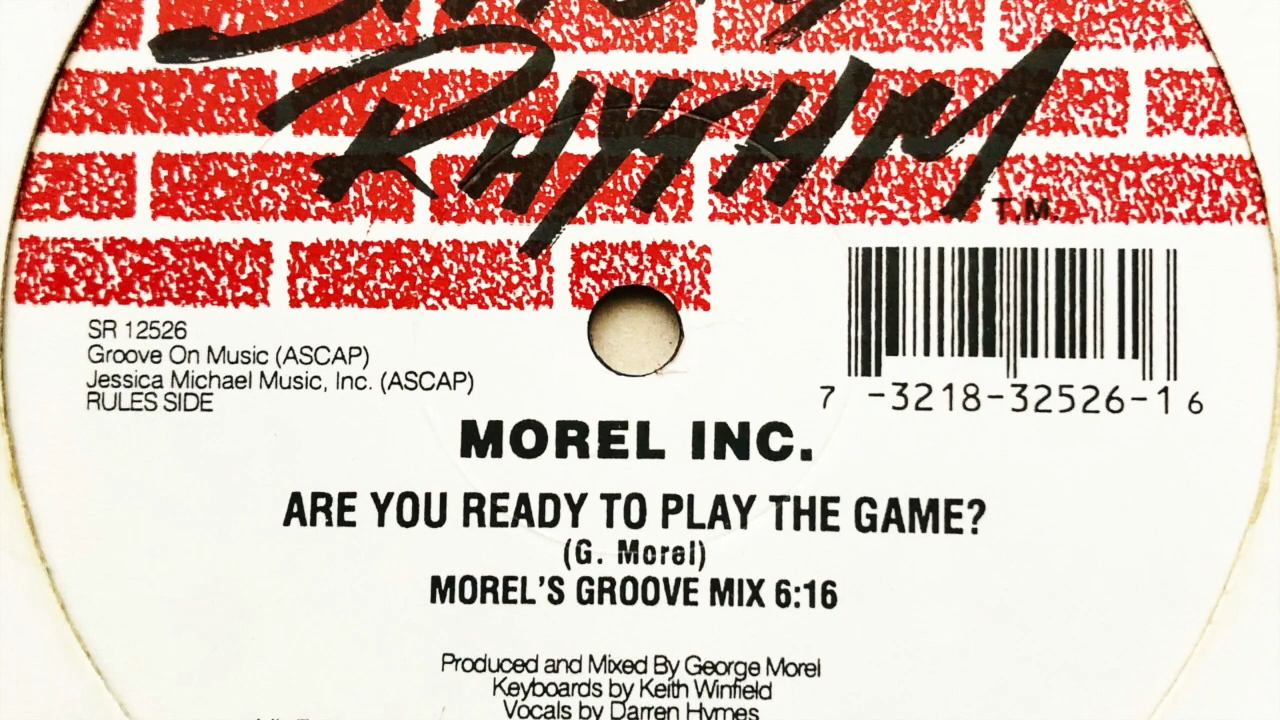 RHYTHM
T.M.
SR 12526
Groove On Music (ASCAP)
Jessica Michael Music, Inc. (ASCAP)
RULES SIDE
7 -3218-32526-1 6
MOREL INC.
ARE YOU READY TO PLAY THE GAME?
(G. Morel)
MOREL'S GROOVE MIX 6:16
Produced and Mixed By George Morel
Keyboards by Keith Winfield
Vocals by Darren Hymes